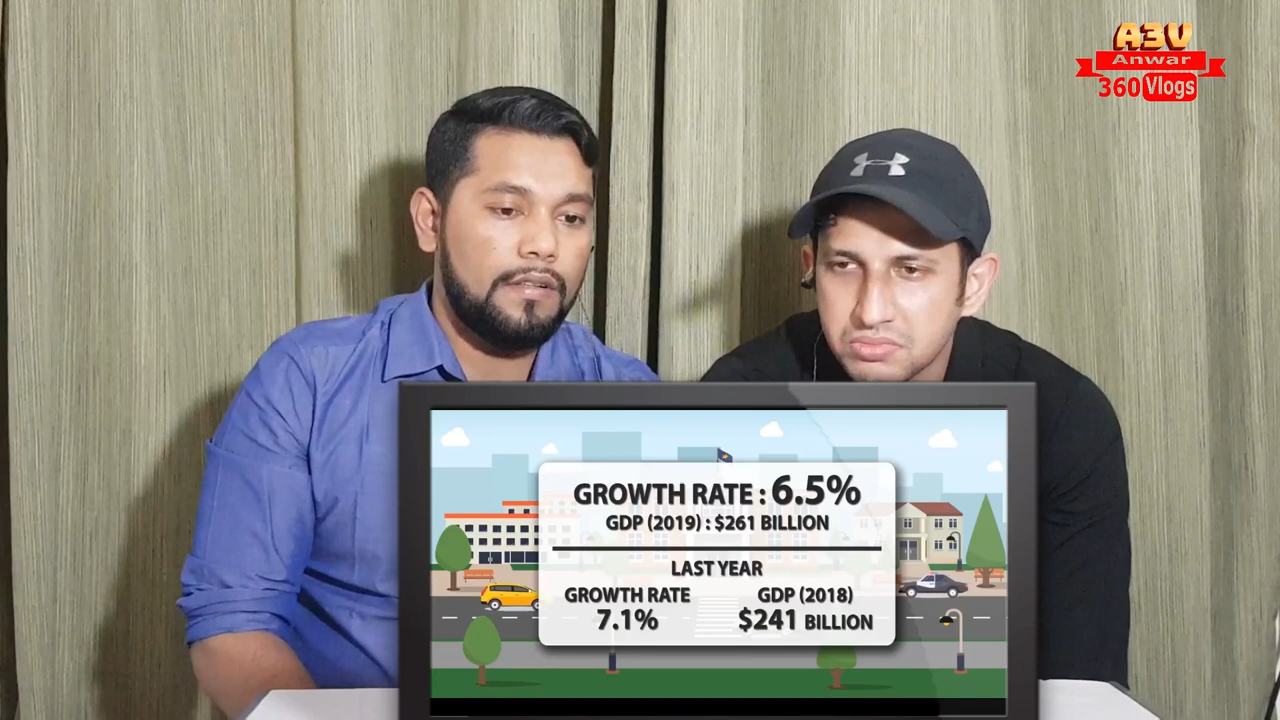 A3V
Anwar
360 Vlogs
GROWTH RATE : 6.5%
GDP (2019) : $261 BILLION
LAST YEAR
GROWTH RATE GDP (2018)
7.1% $241 BILLION